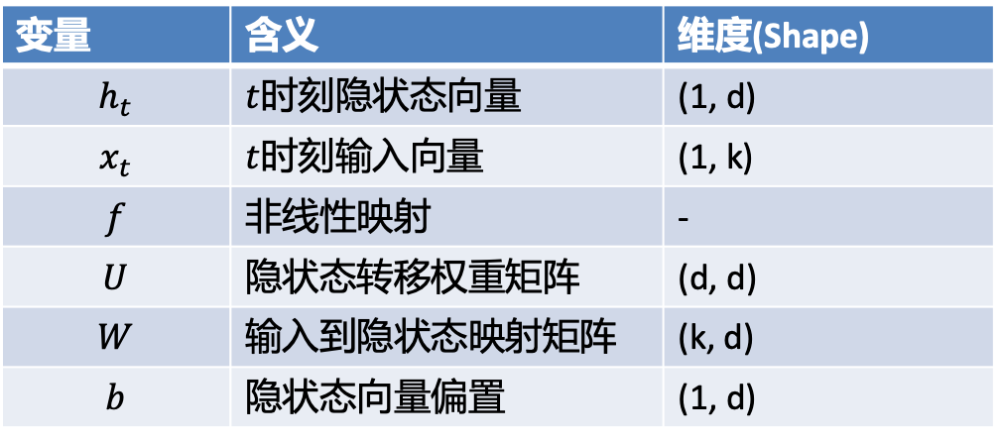 变量 含义 维度(Shape)
h_t t时刻隐状态向量 (1, d)
x_t t时刻输入向量 (1, k)
f 非线性映射 -
U 隐状态转移权重矩阵 (d, d)
W 输入到隐状态映射矩阵 (k, d)
b 隐状态向量偏置 (1, d)